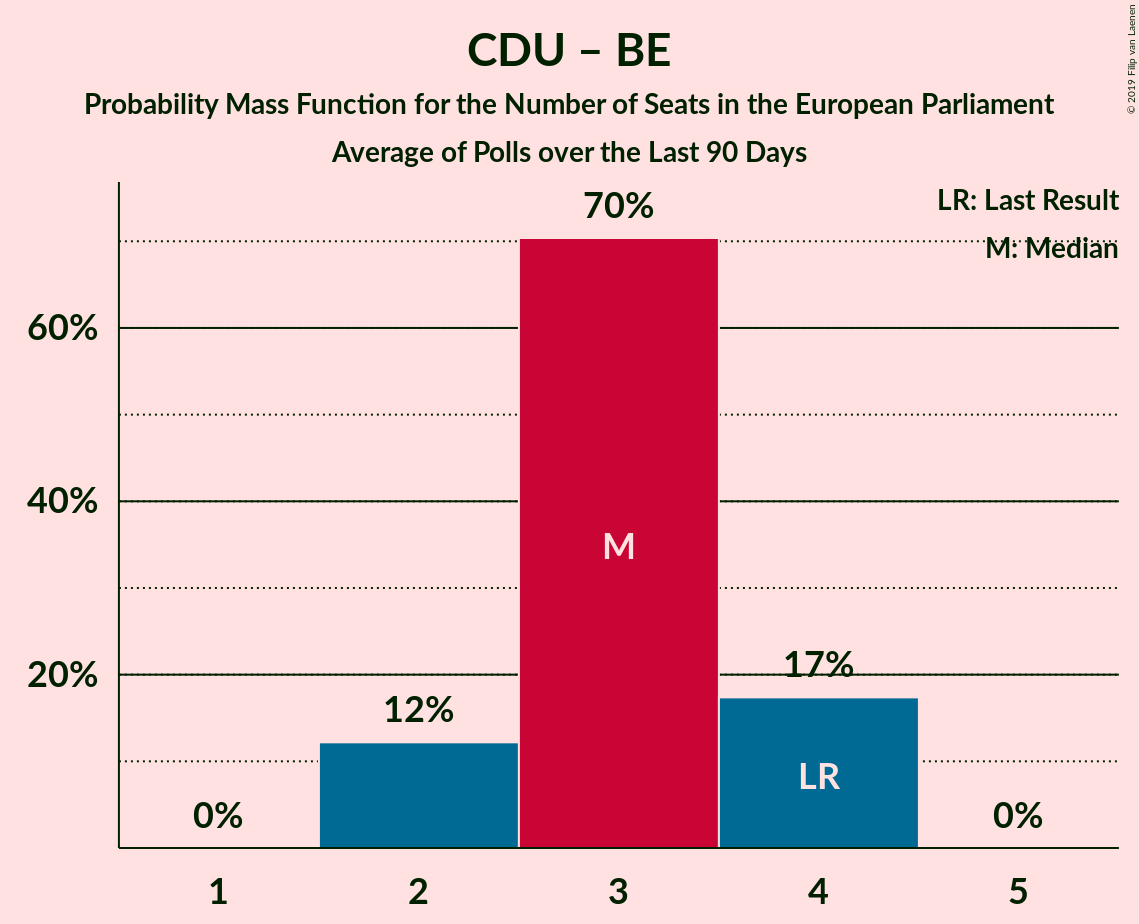 CDU – BE
Probability Mass Function for the Number of Seats in the European Parliament
Average of Polls over the Last 90 Days
© 2019 Filip van Laenen
LR: Last Result
M: Median
70%
60%
40%
M
20%
17%
12%
LR
0%
0%
1 2 3 4 5